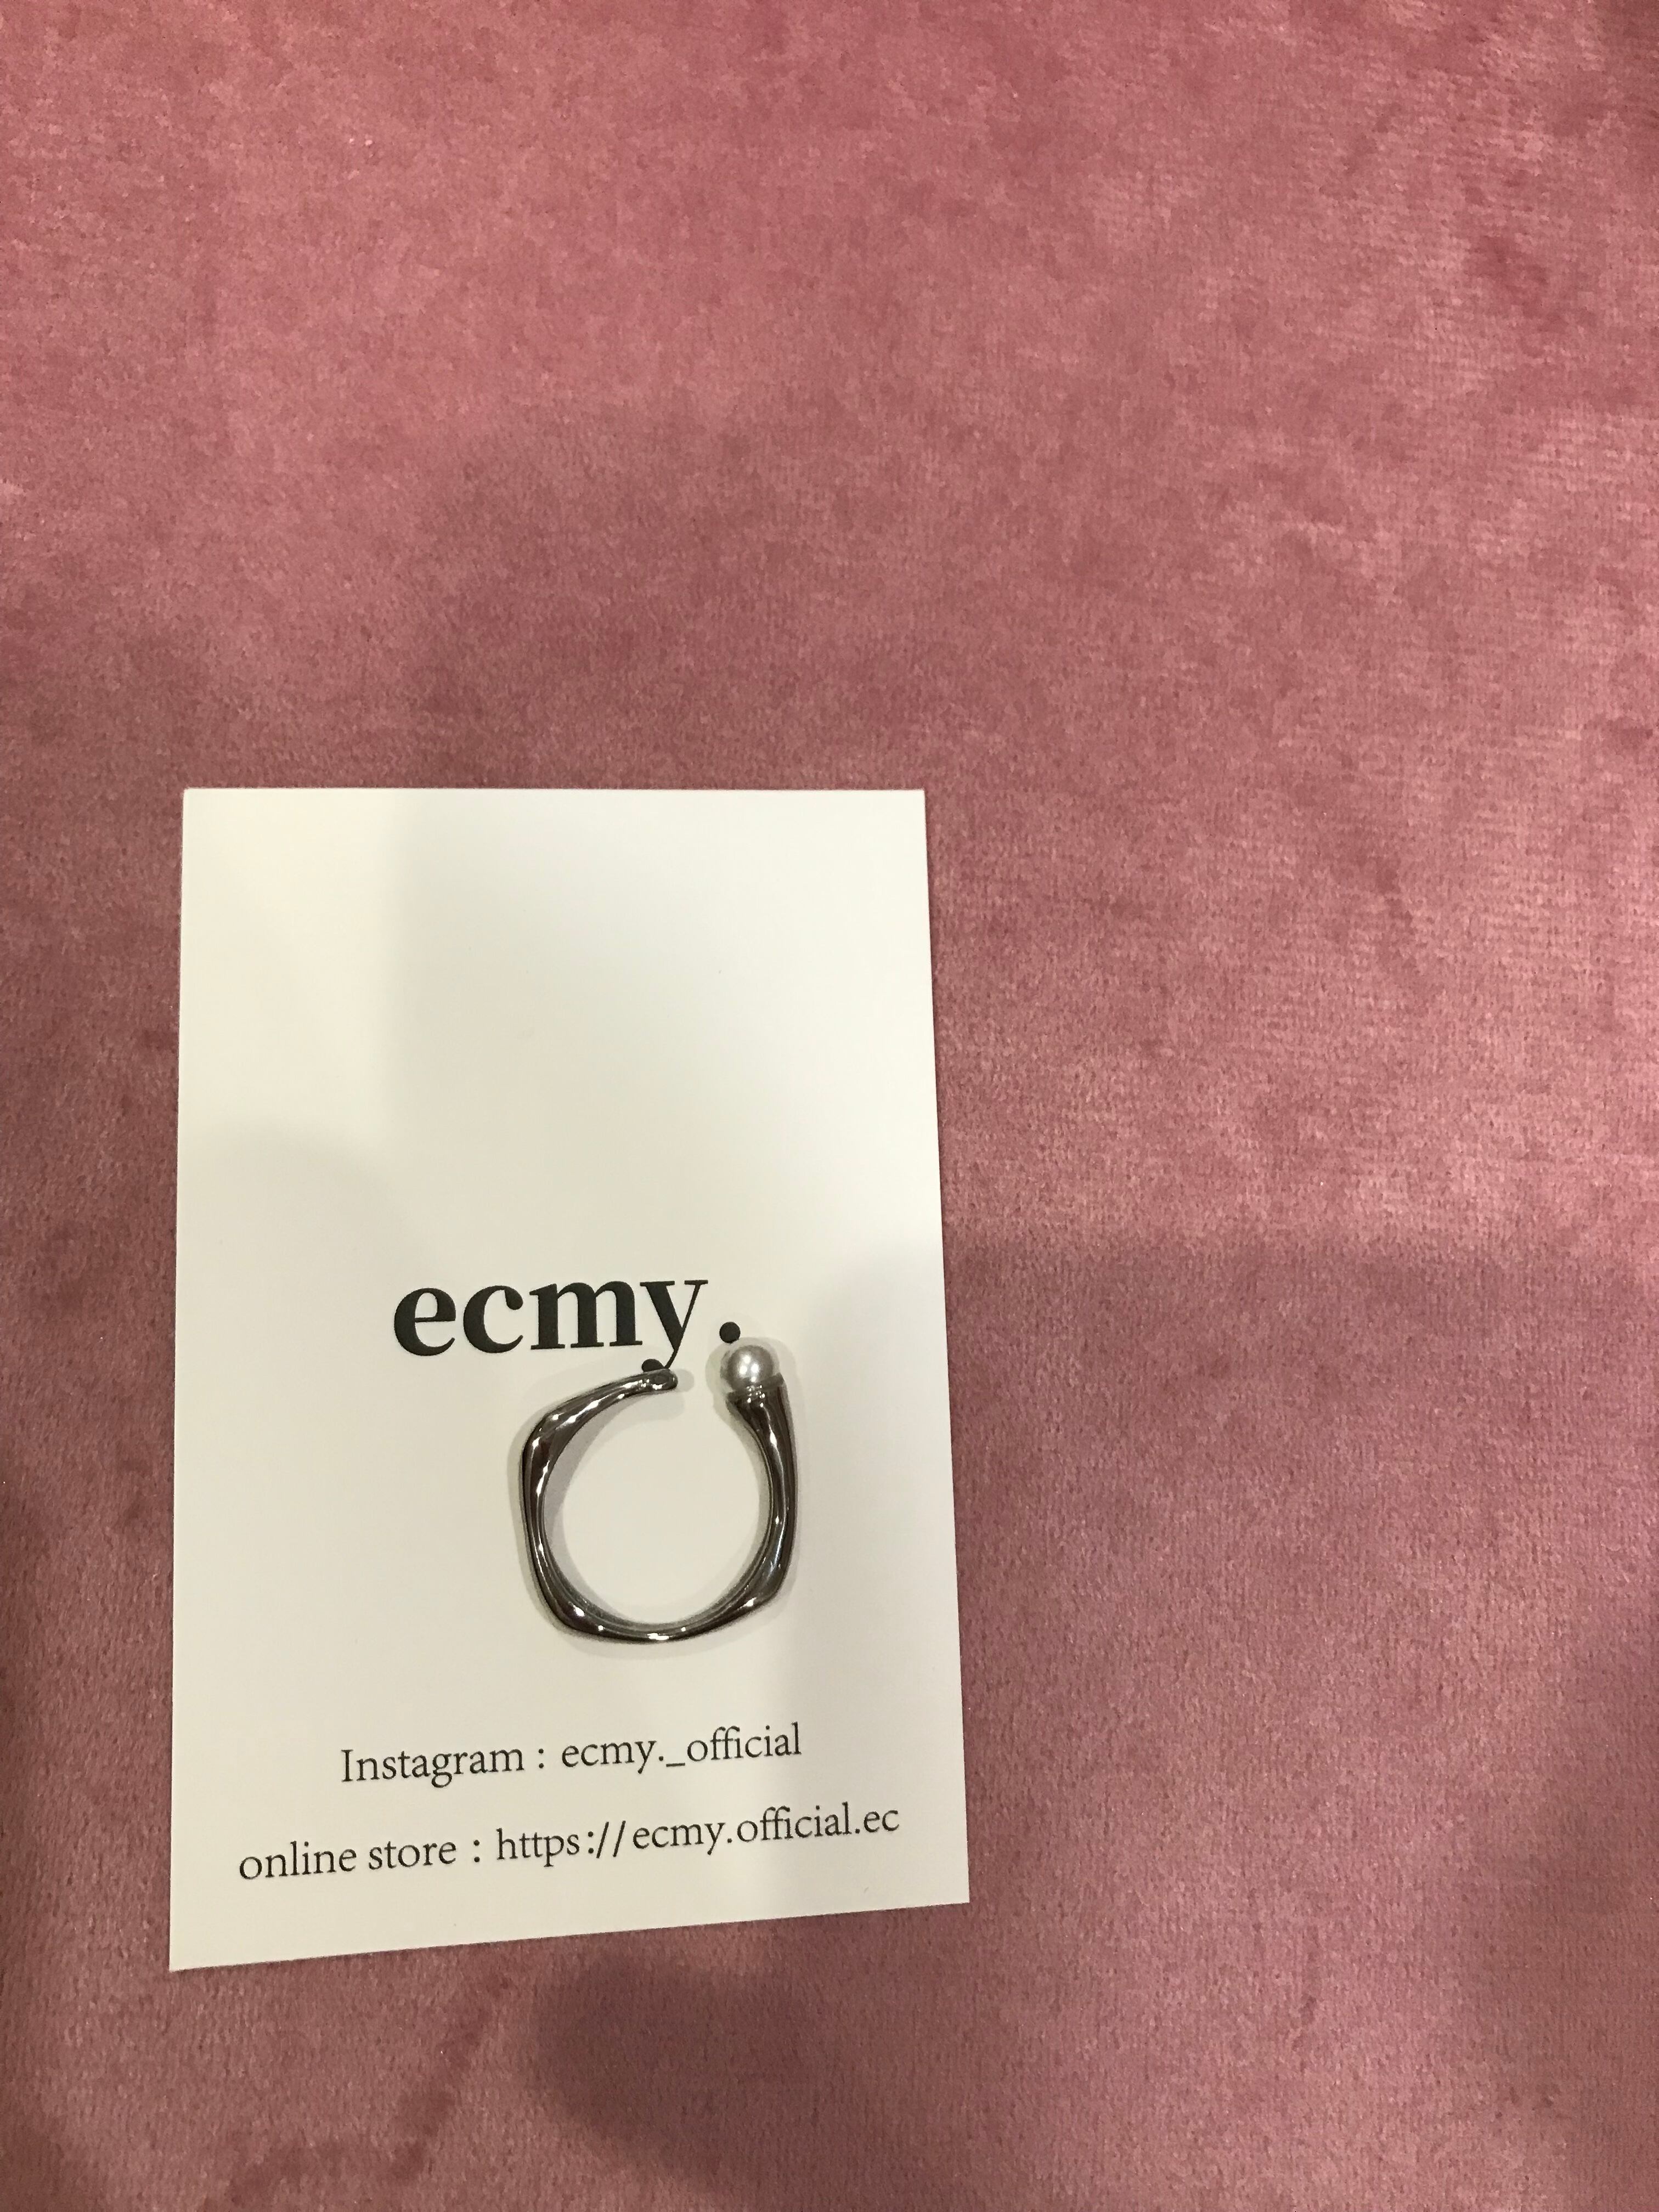 ecmy.
Instagram : ecmy._official
online store : https://ecmy.official.ec